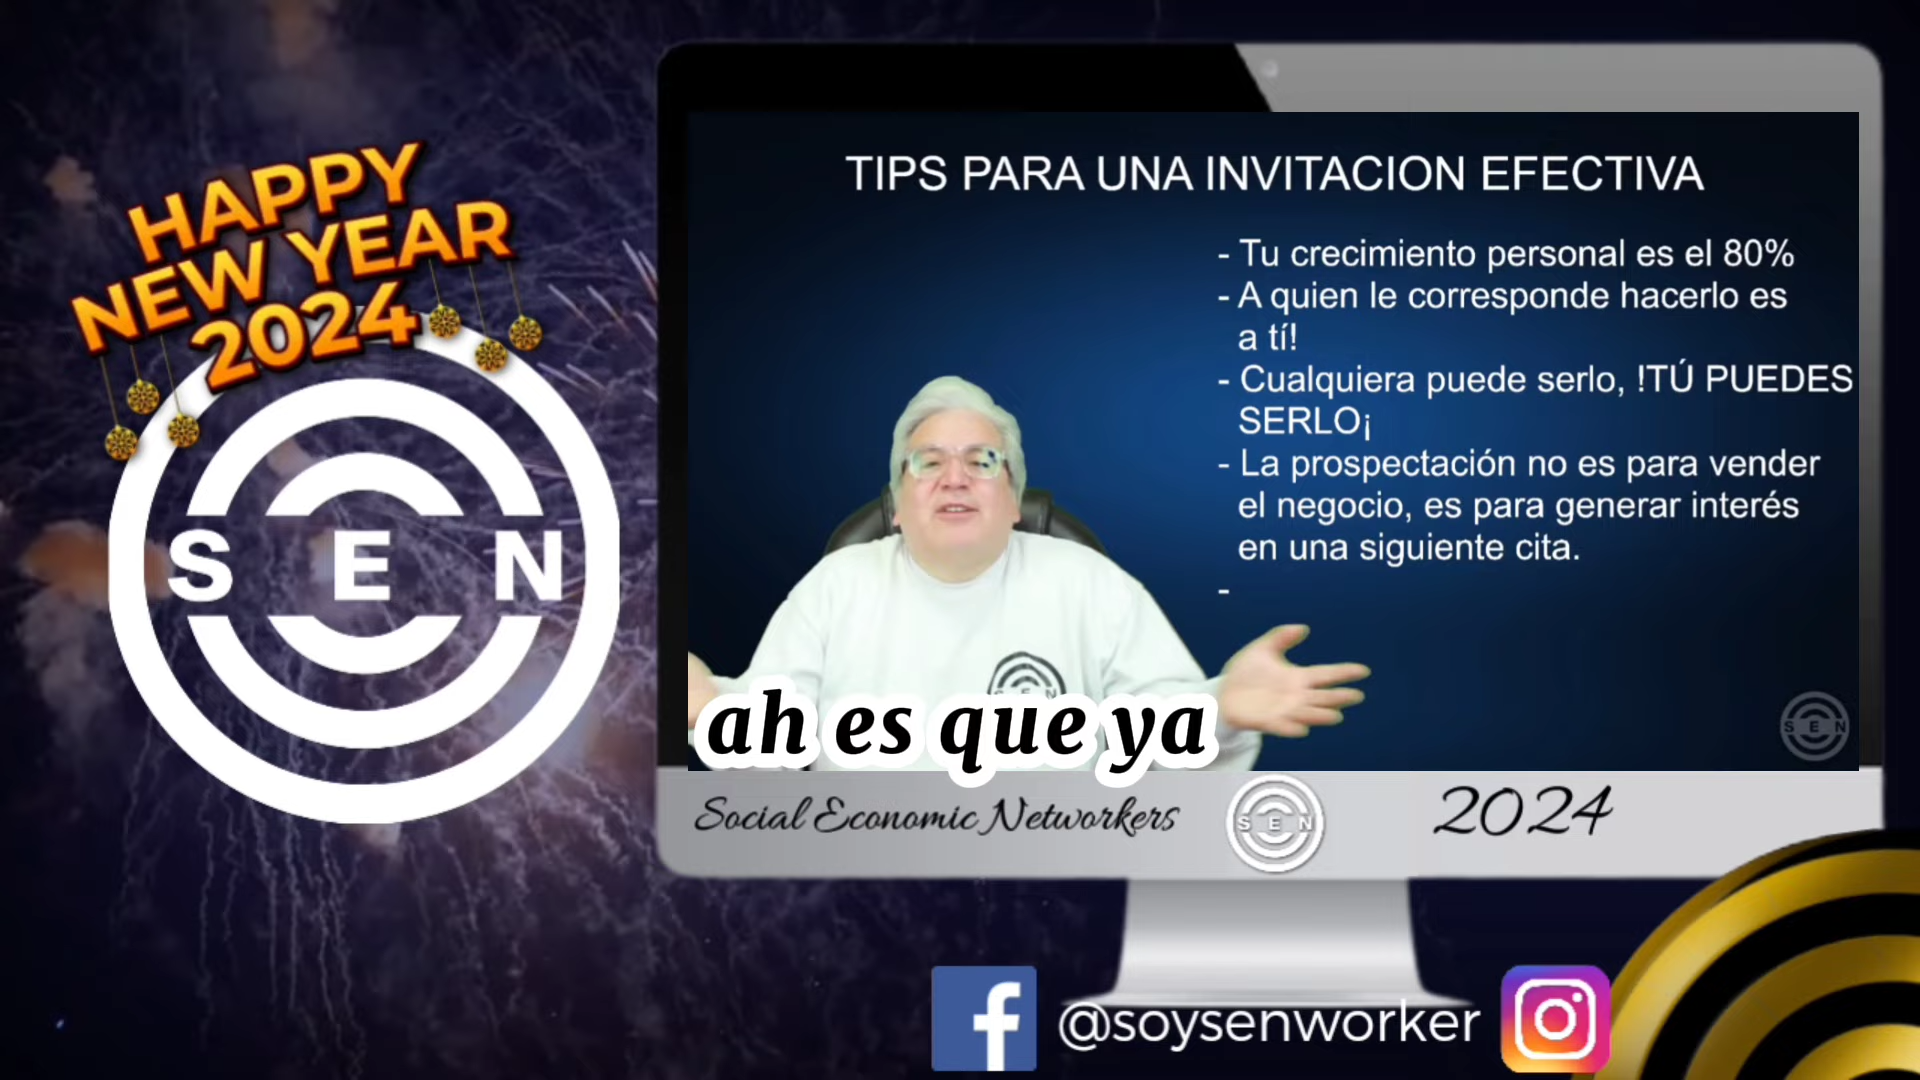 HAPPY
NEW YEAR
2024
S E N
TIPS PARA UNA INVITACION EFECTIVA
- Tu crecimiento personal es el 80%
- A quien le corresponde hacerlo es
a tí!
- Cualquiera puede serlo, !TÚ PUEDES
SERLO¡
- La prospectación no es para vender
el negocio, es para generar interés
en una siguiente cita.
-
SEN
ah es que ya
S E N
Social Economic Networkers
S E N
2024
@soysenworker